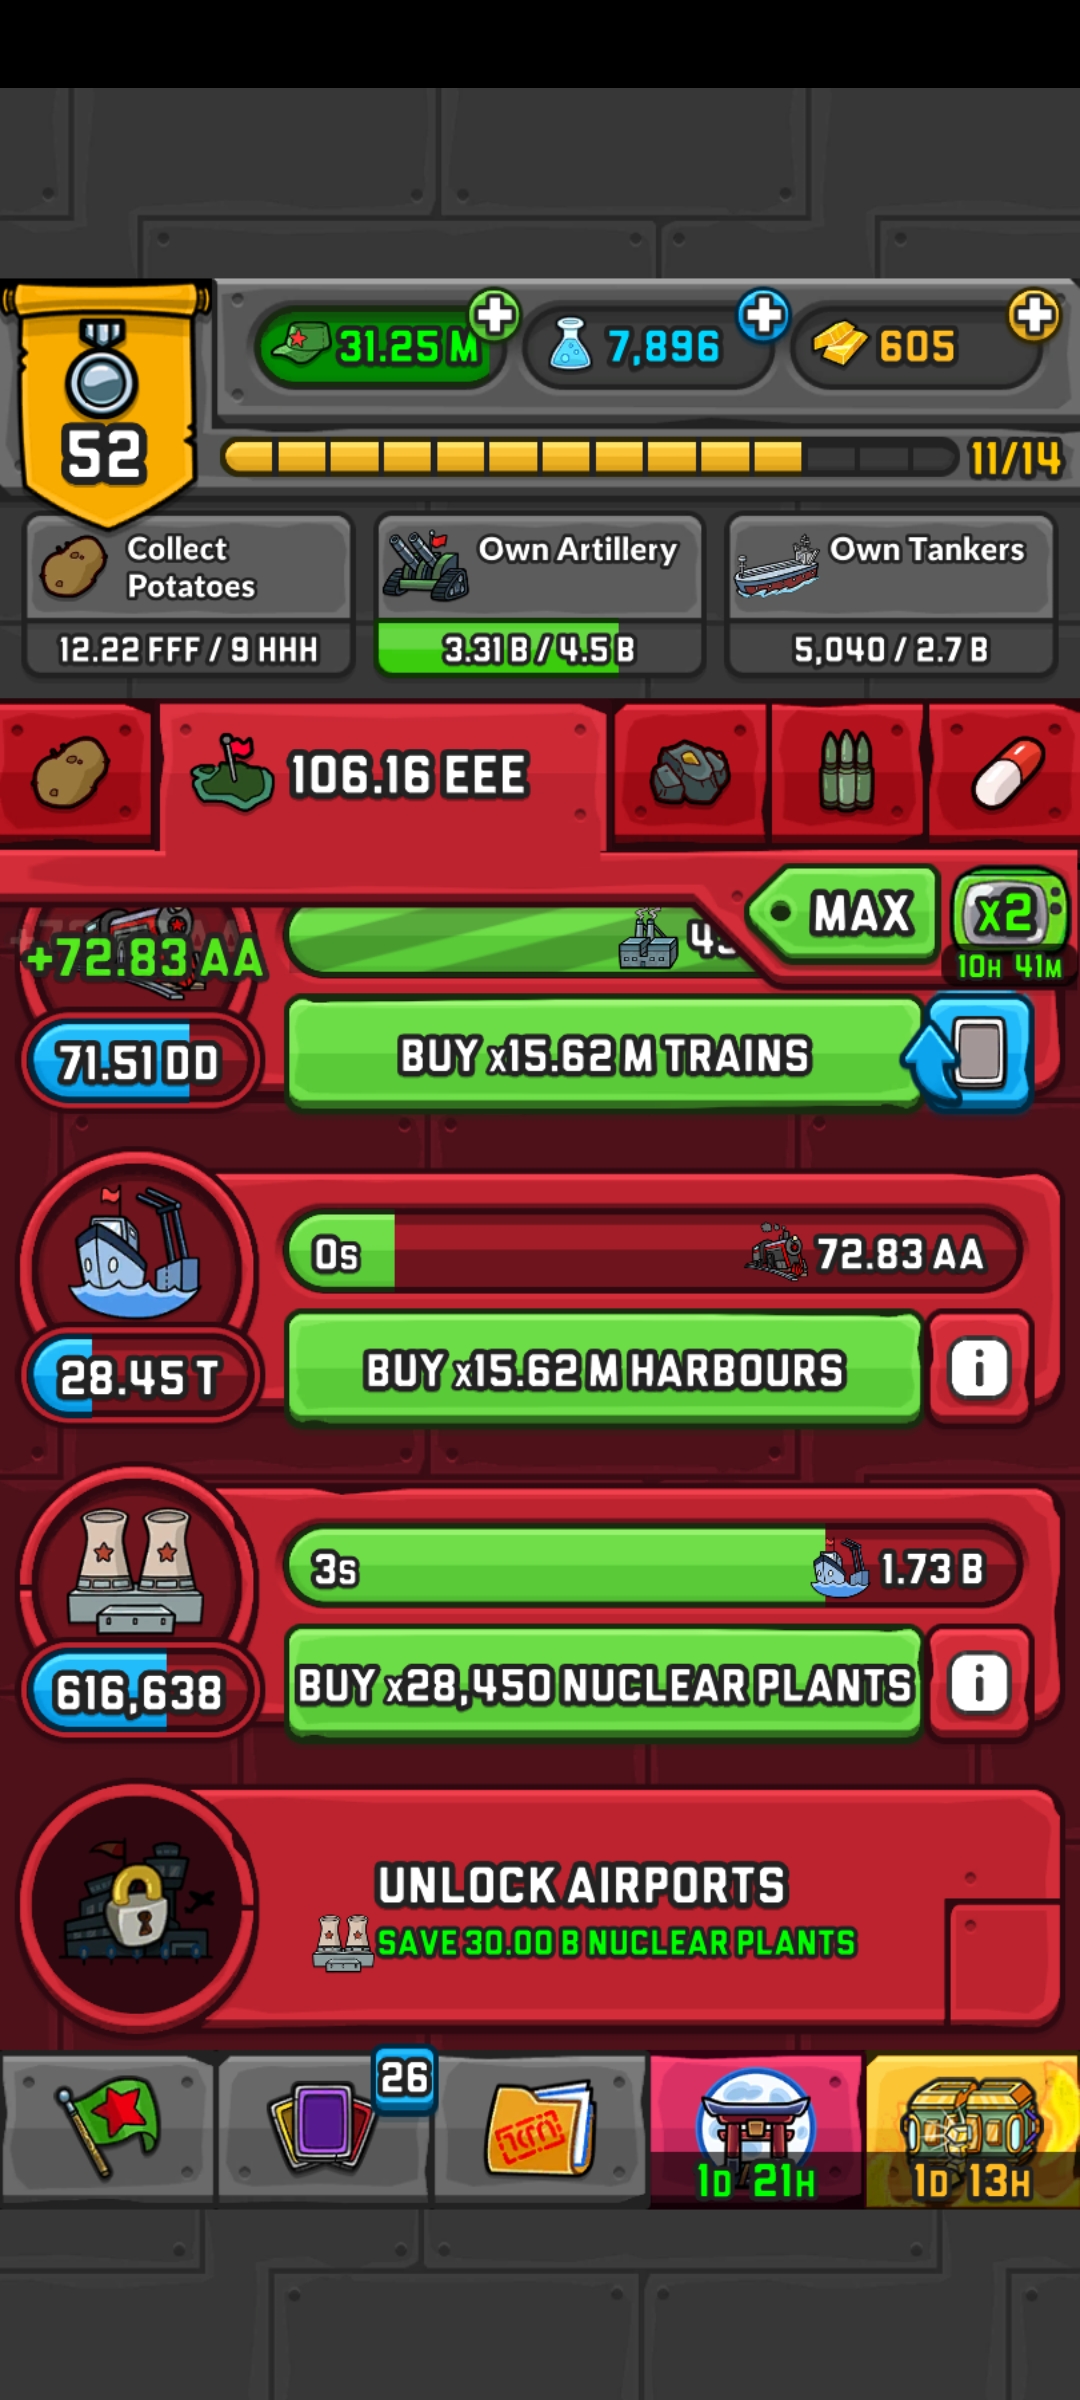 31.25 M
7,896
605
52
11/14
Collect
Potatoes
12.22 FFF / 9 HHH
Own Artillery
3.31 B / 4.5 B
Own Tankers
5,040 / 2.7 B
106.16 EEE
MAX
x2
10H 41M
+72.83 AA
71.51 DD
BUY x15.62 M TRAINS
0s
72.83 AA
28.45 T
BUY x15.62 M HARBOURS
i
3s
1.73 B
616,638
BUY x28,450 NUCLEAR PLANTS
i
UNLOCK AIRPORTS
SAVE 30.00 B NUCLEAR PLANTS
26
1D 21H
1D 13H